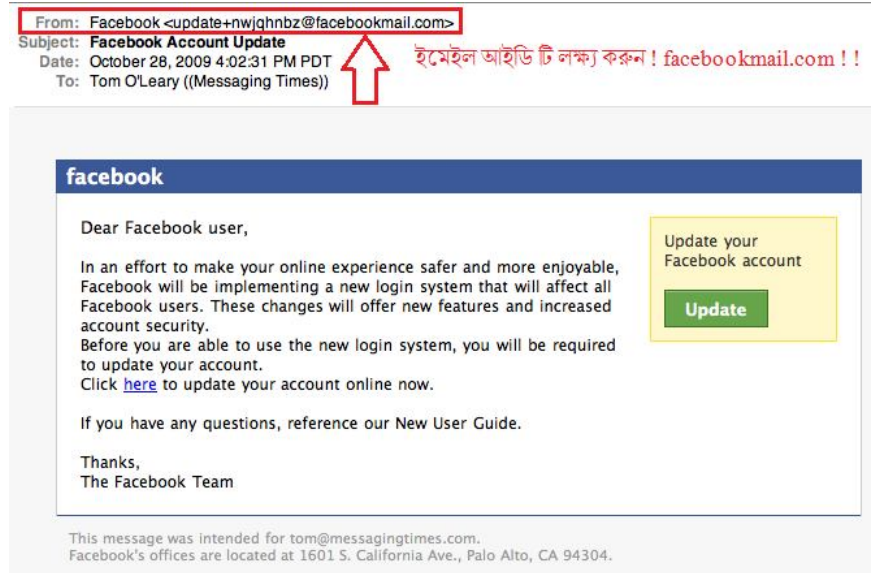 From: Facebook <update+nwjqhnbz@facebookmail.com>
Subject: Facebook Account Update
Date: October 28, 2009 4:02:31 PM PDT
To: Tom O'Leary ((Messaging Times))
ইমেইল আইডি টি লক্ষ্য করুন ! facebookmail.com ! !
facebook
Dear Facebook user,
In an effort to make your online experience safer and more enjoyable,
Facebook will be implementing a new login system that will affect all
Facebook users. These changes will offer new features and increased
account security.
Before you are able to use the new login system, you will be required
to update your account.
Click here to update your account online now.
If you have any questions, reference our New User Guide.
Thanks,
The Facebook Team
Update your
Facebook account
Update
This message was intended for tom@messagingtimes.com.
Facebook's offices are located at 1601 S. California Ave., Palo Alto, CA 94304.